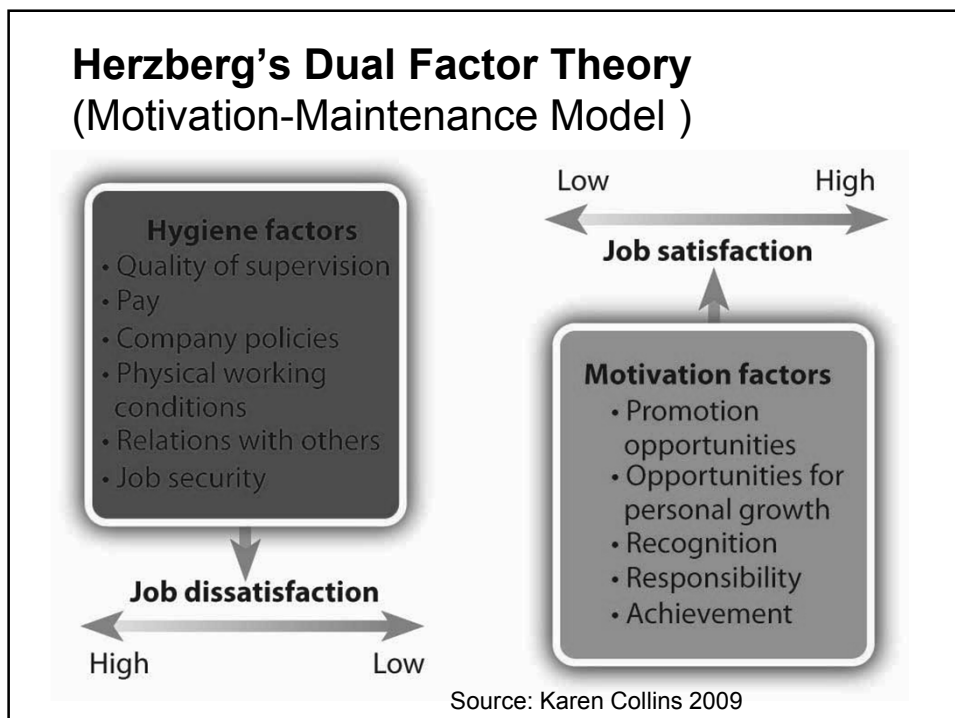 Herzberg’s Dual Factor Theory
(Motivation-Maintenance Model )
Hygiene factors
• Quality of supervision
• Pay
• Company policies
• Physical working
conditions
• Relations with others
• Job security
Job dissatisfaction
High Low
Low High
Job satisfaction
Motivation factors
• Promotion
opportunities
• Opportunities for
personal growth
• Recognition
• Responsibility
• Achievement
Source: Karen Collins 2009